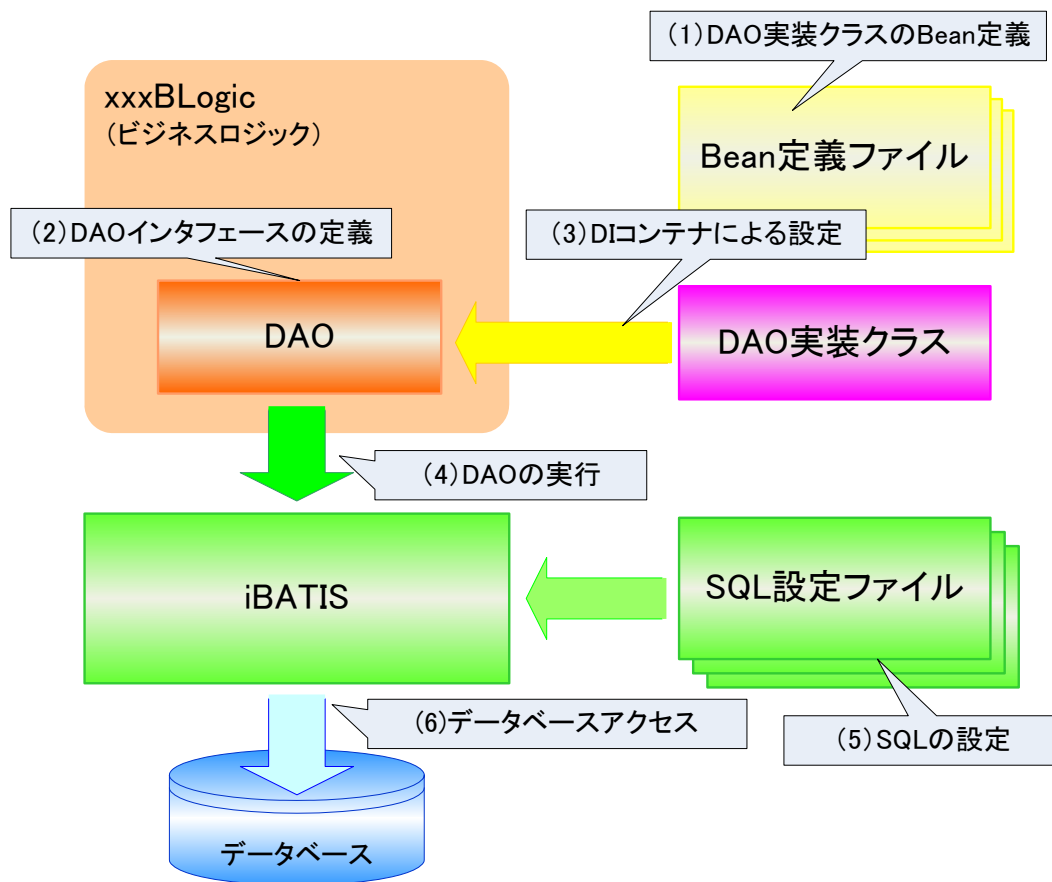 (1)DAO実装クラスのBean定義
xxxBLogic
(ビジネスロジック)
Bean定義ファイル
(2)DAOインタフェースの定義
(3)DIコンテナによる設定
DAO
DAO実装クラス
(4)DAOの実行
iBATIS
SQL設定ファイル
(6)データベースアクセス
(5)SQLの設定
データベース